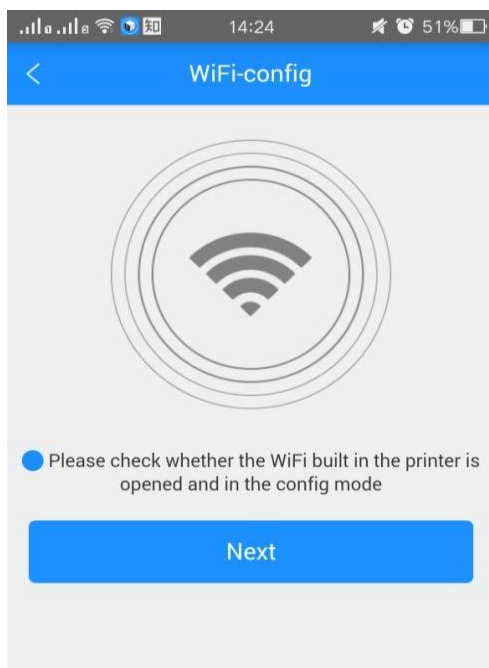 知 14:24 51%
WiFi-config
Please check whether the WiFi built in the printer is
opened and in the config mode
Next